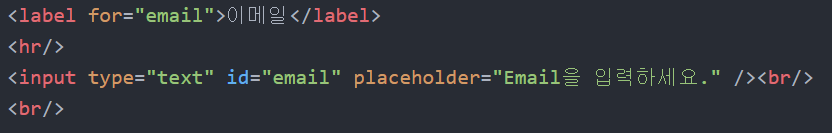 <label for="email">이메일</label>
<hr/>
<input type="text" id="email" placeholder="Email을 입력하세요." /><br/>
<br/>